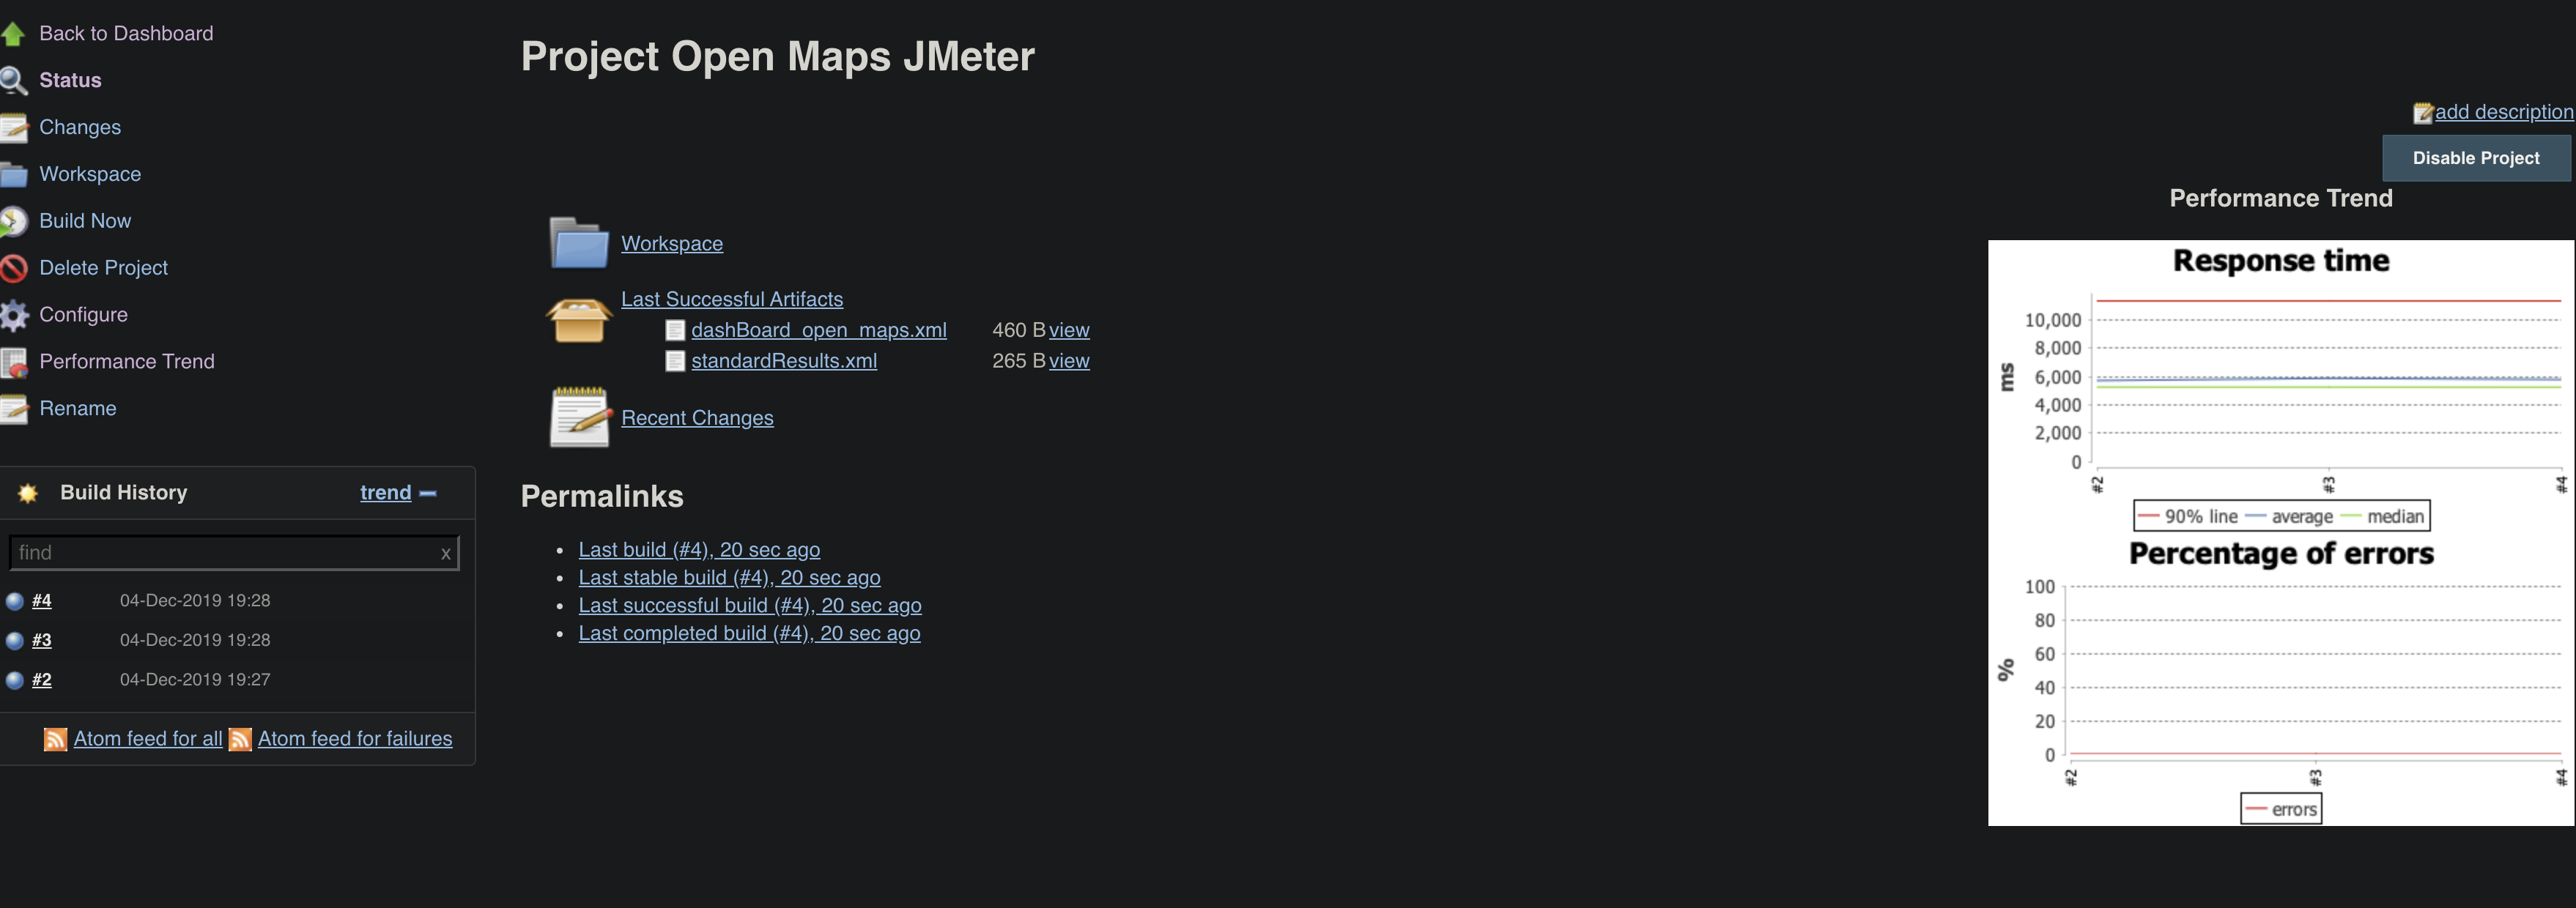 Back to Dashboard
Status
Changes
Workspace
Build Now
Delete Project
Configure
Performance Trend
Rename
Build History trend
find x
#4 04-Dec-2019 19:28
#3 04-Dec-2019 19:28
#2 04-Dec-2019 19:27
Atom feed for all Atom feed for failures
Project Open Maps JMeter
Workspace
Last Successful Artifacts
dashBoard_open_maps.xml 460 B view
standardResults.xml 265 B view
Recent Changes
Permalinks
Last build (#4), 20 sec ago
Last stable build (#4), 20 sec ago
Last successful build (#4), 20 sec ago
Last completed build (#4), 20 sec ago
add description
Disable Project
Performance Trend
Response time
10,000
8,000
6,000
4,000
2,000
0
ms
#2 #3 #4
90% line average median
Percentage of errors
100
80
60
40
20
0
%
#2 #3 #4
errors